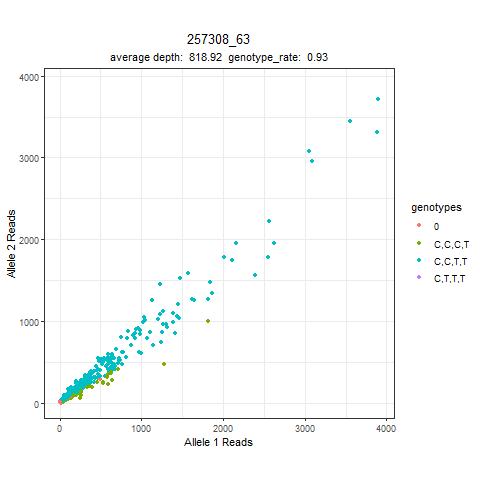 257308_63
average depth:  818.92  genotype_rate:  0.93
4000
3000
2000
1000
0
0
1000
2000
3000
4000
Allele 1 Reads
Allele 2 Reads
genotypes
0
C,C,C,T
C,C,T,T
C,T,T,T